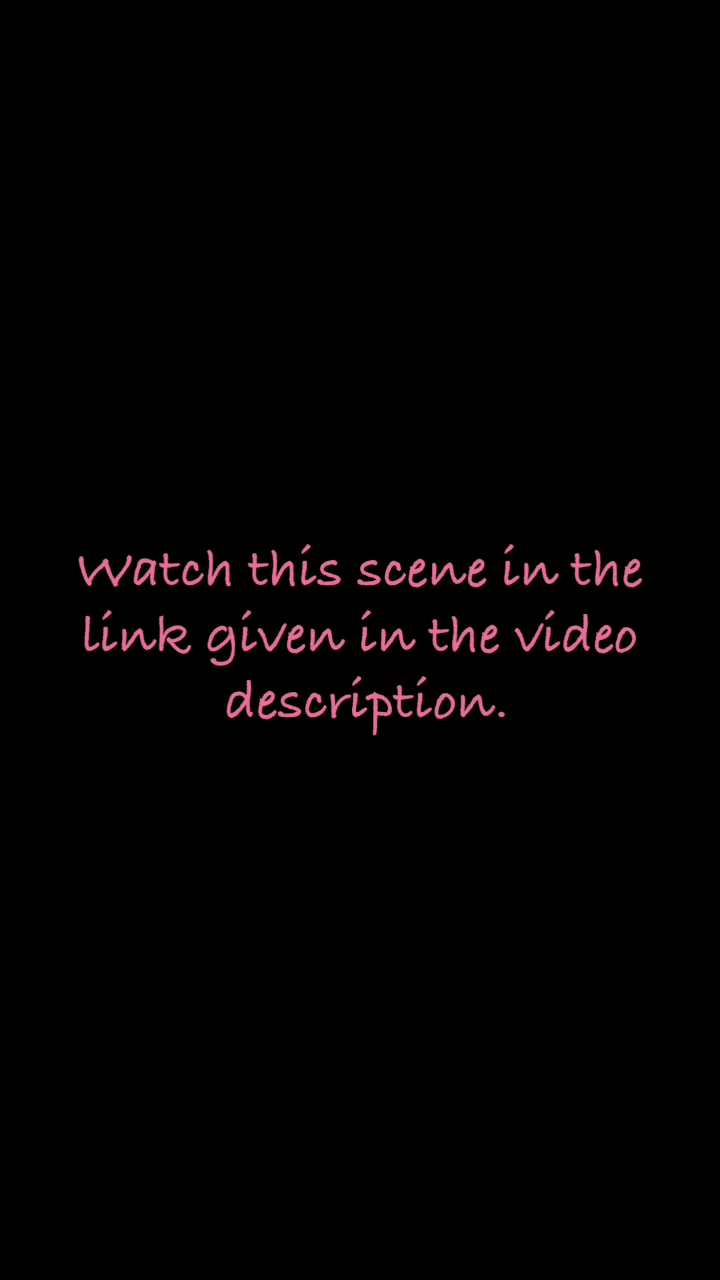 Watch this scene in the
link given in the video
description.